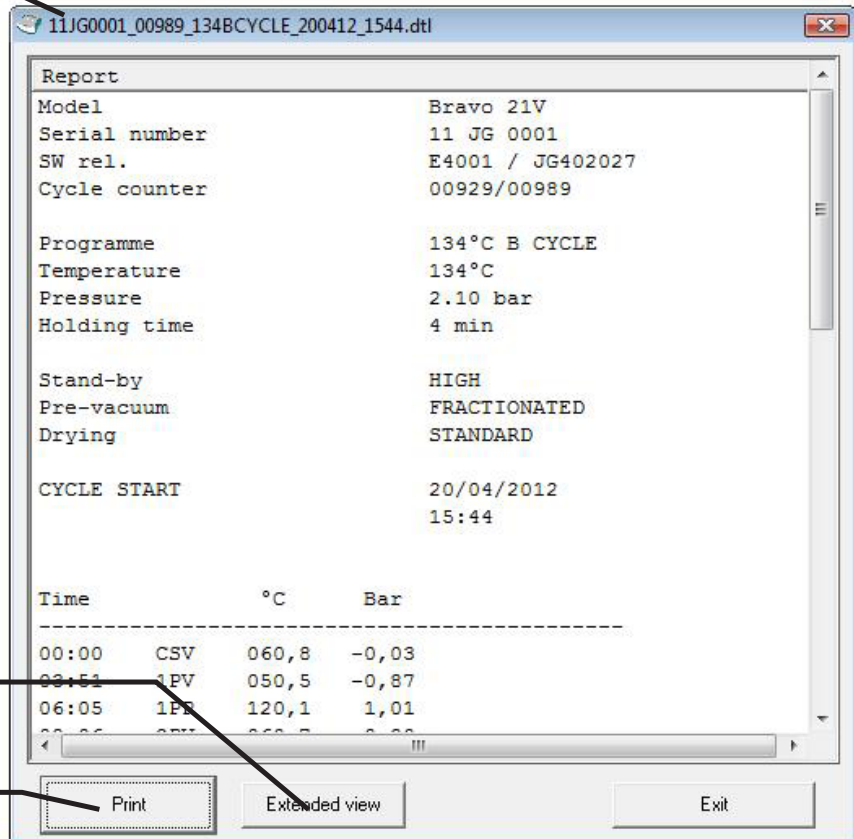 11JG0001_00989_134BCYCLE_200412_1544.dtl
Report
Model Bravo 21V
Serial number 11 JG 0001
SW rel. E4001 / JG402027
Cycle counter 00929/00989
Programme 134°C B CYCLE
Temperature 134°C
Pressure 2.10 bar
Holding time 4 min
Stand-by HIGH
Pre-vacuum FRACTIONATED
Drying STANDARD
CYCLE START 20/04/2012
15:44
Time °C Bar
------------------------------------------------
00:00 CSV 060,8 -0,03
03:51 1PV 050,5 -0,87
06:05 1PP 120,1 1,01
Print Extended view Exit